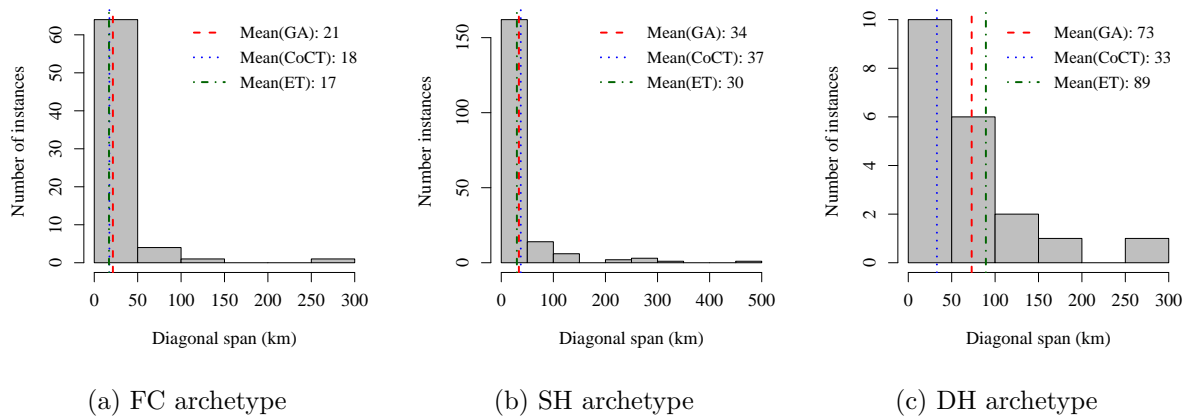 Mean(GA): 21
Mean(CoCT): 18
Mean(ET): 17
Number of instances
60
50
40
30
20
10
0
0 50 100 150 200 250 300
Diagonal span (km)
(a) FC archetype
Mean(GA): 34
Mean(CoCT): 37
Mean(ET): 30
Number instances
150
100
50
0
0 100 200 300 400 500
Diagonal span (km)
(b) SH archetype
Mean(GA): 73
Mean(CoCT): 33
Mean(ET): 89
Number of instances
10
8
6
4
2
0
0 50 100 150 200 250 300
Diagonal span (km)
(c) DH archetype